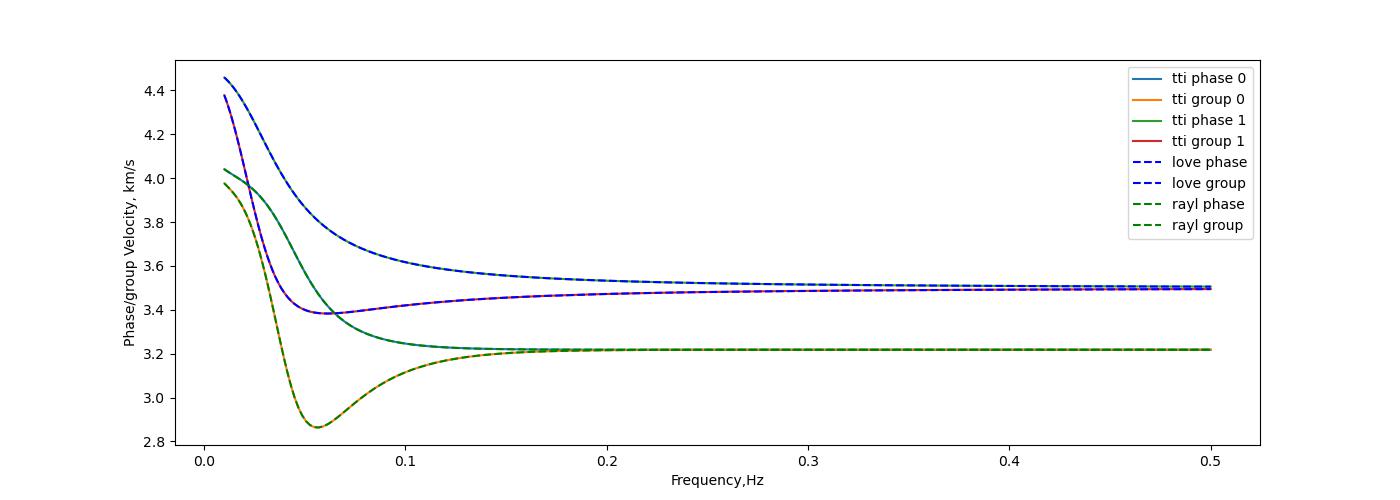 Phase/group Velocity, km/s
4.4
4.2
4.0
3.8
3.6
3.4
3.2
3.0
2.8
tti phase 0
tti group 0
tti phase 1
tti group 1
love phase
love group
rayl phase
rayl group
0.0 0.1 0.2 0.3 0.4 0.5
Frequency,Hz